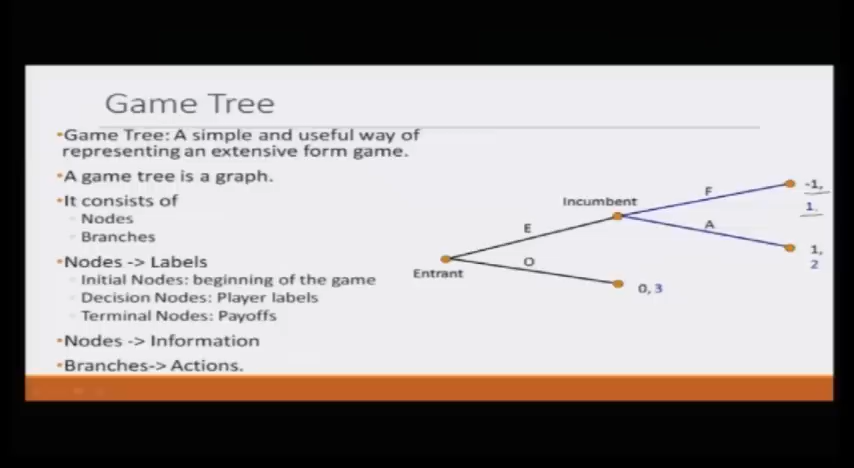 Game Tree
•Game Tree: A simple and useful way of
representing an extensive form game.
•A game tree is a graph.
•It consists of
Nodes
Branches
•Nodes -> Labels
Initial Nodes: beginning of the game
Decision Nodes: Player labels
Terminal Nodes: Payoffs
•Nodes -> Information
•Branches-> Actions.
Entrant
E
O
Incumbent
F
A
-1,
1
1,
2
0, 3